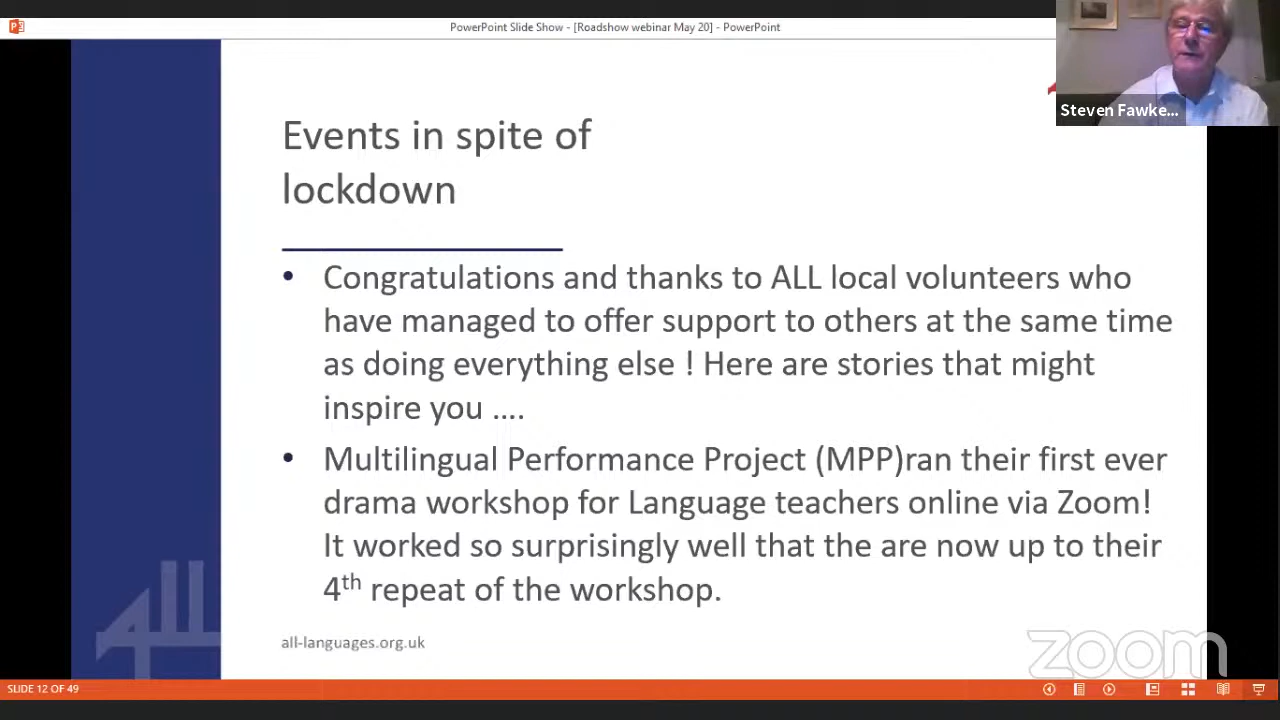 PowerPoint Slide Show - [Roadshow webinar May 20] - PowerPoint
Steven Fawke...
Events in spite of
lockdown
• Congratulations and thanks to ALL local volunteers who
have managed to offer support to others at the same time
as doing everything else ! Here are stories that might
inspire you ....
• Multilingual Performance Project (MPP)ran their first ever
drama workshop for Language teachers online via Zoom!
It worked so surprisingly well that the are now up to their
4th repeat of the workshop.
all-languages.org.uk
zoom
SLIDE 12 OF 49